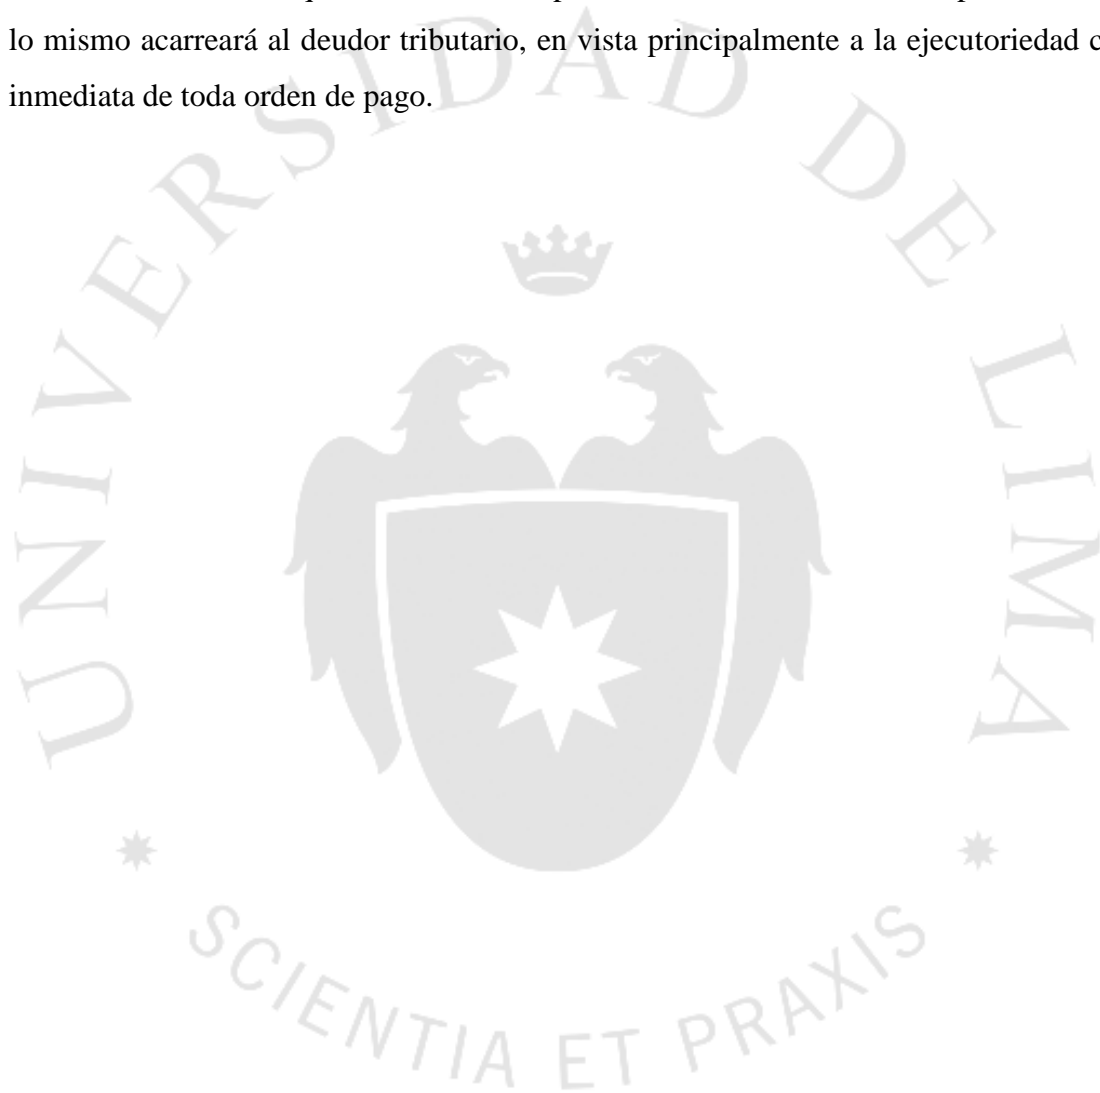 lo mismo acarreará al deudor tributario, en vista principalmente a la ejecutoriedad
inmediata de toda orden de pago.
UNIVERSIDAD DE LIMA
SCIENTIA ET PRAXIS